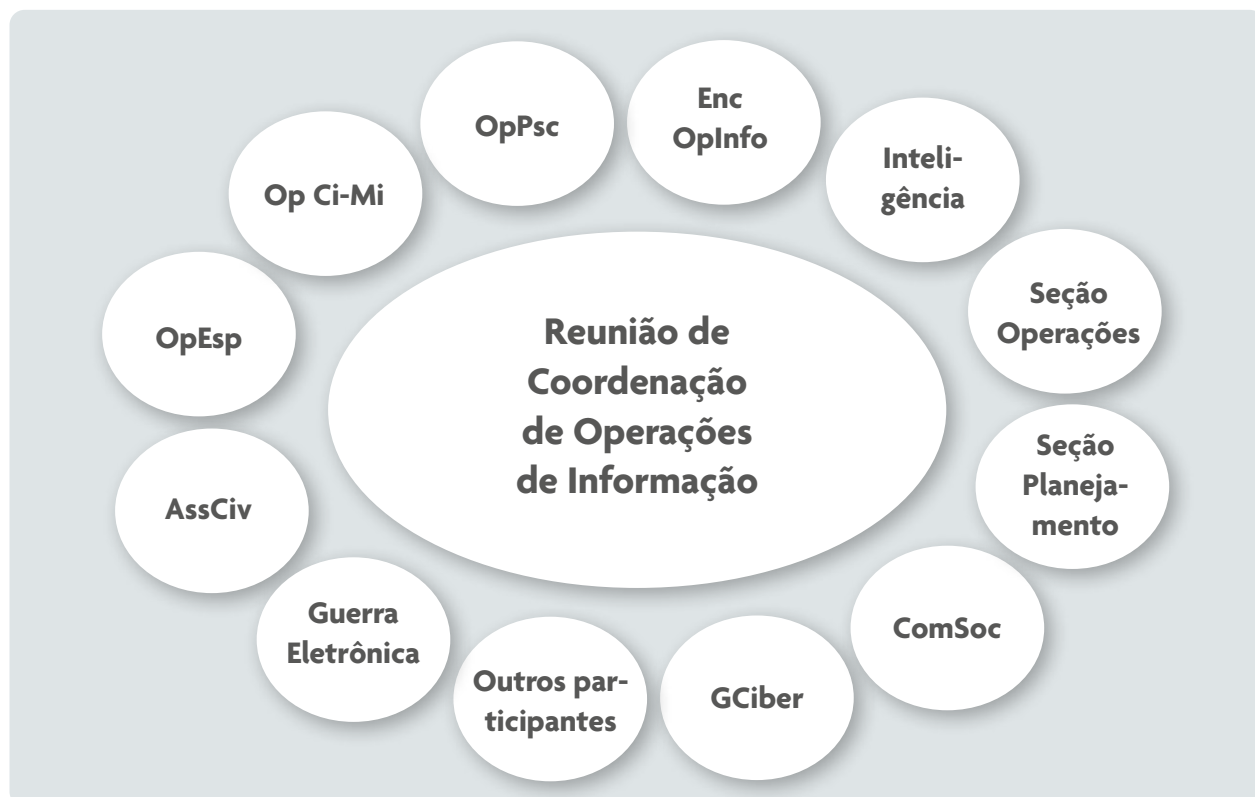 OpPsc
Enc
OpInfo
Inteli-
gência
Op Ci-Mi
Seção
Operações
OpEsp
Reunião de
Coordenação
de Operações
de Informação
Seção
Planeja-
mento
AssCiv
Guerra
Eletrônica
ComSoc
Outros par-
ticipantes
GCiber